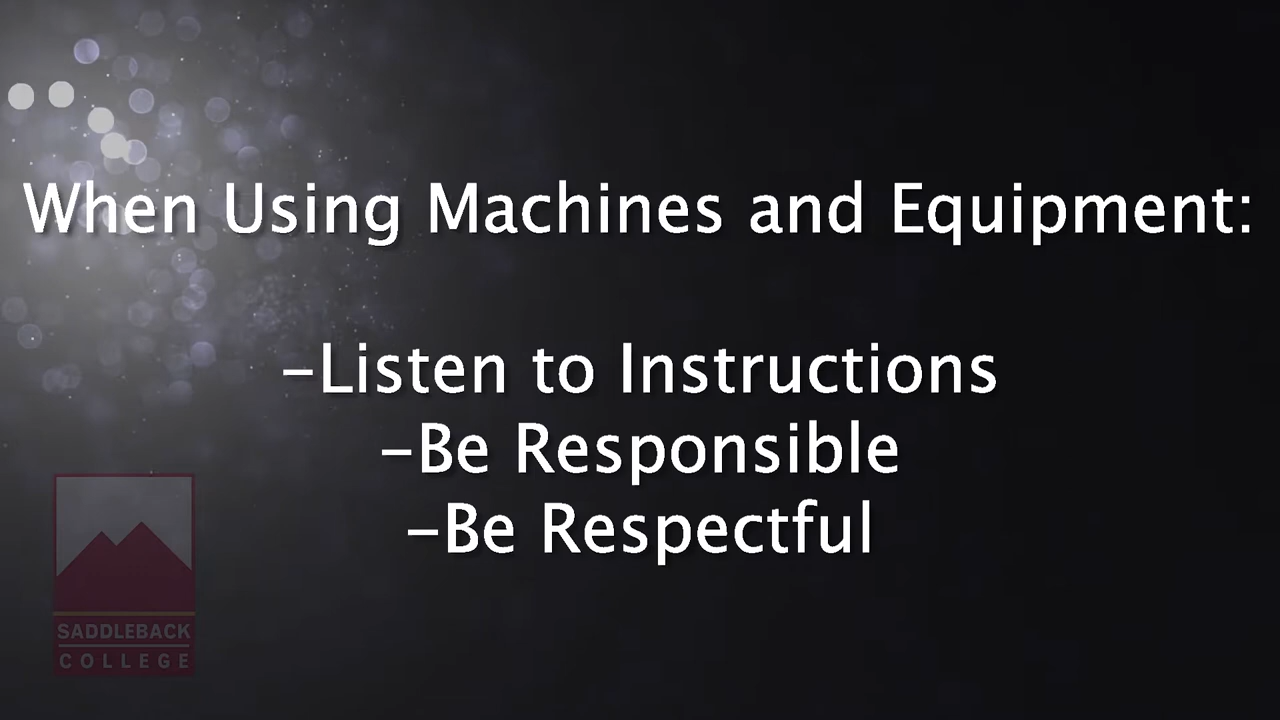 When Using Machines and Equipment:
-Listen to Instructions
-Be Responsible
-Be Respectful
SADDLEBACK
COLLEGE